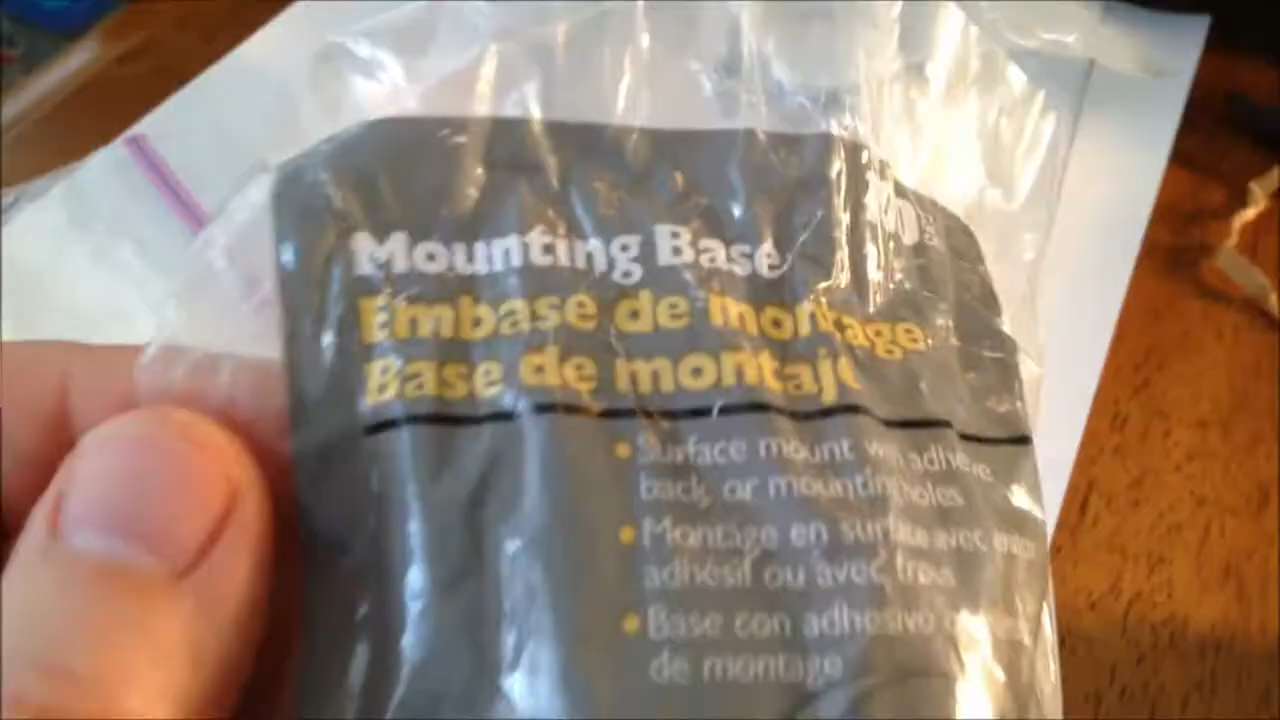 Mounting Base
Embase de montage
Base de montaje
• Surface mount with adhesive
back, or mounting holes
• Montage en surface avec
adhésif ou avec trous
• Base con adhesivo
de montage